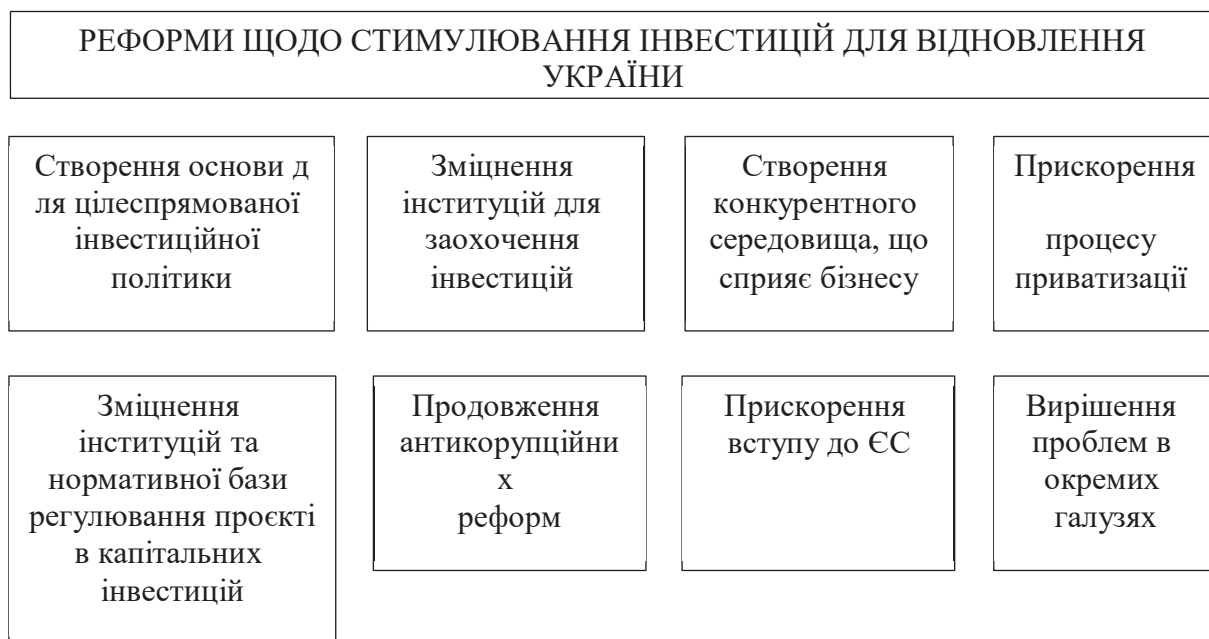 РЕФОРМИ ЩОДО СТИМУЛЮВАННЯ ІНВЕСТИЦІЙ ДЛЯ ВІДНОВЛЕННЯ
УКРАЇНИ
Створення основи д
ля цілеспрямованої
інвестиційної
політики
Зміцнення
інституцій для
заохочення
інвестицій
Створення
конкурентного
середовища, що
сприяє бізнесу
Прискорення
процесу
приватизації
Зміцнення
інституцій та
нормативної бази
регулювання проєкті
в капітальних
інвестицій
Продовження
антикорупційни
х
реформ
Прискорення
вступу до ЄС
Вирішення
проблем в
окремих
галузях